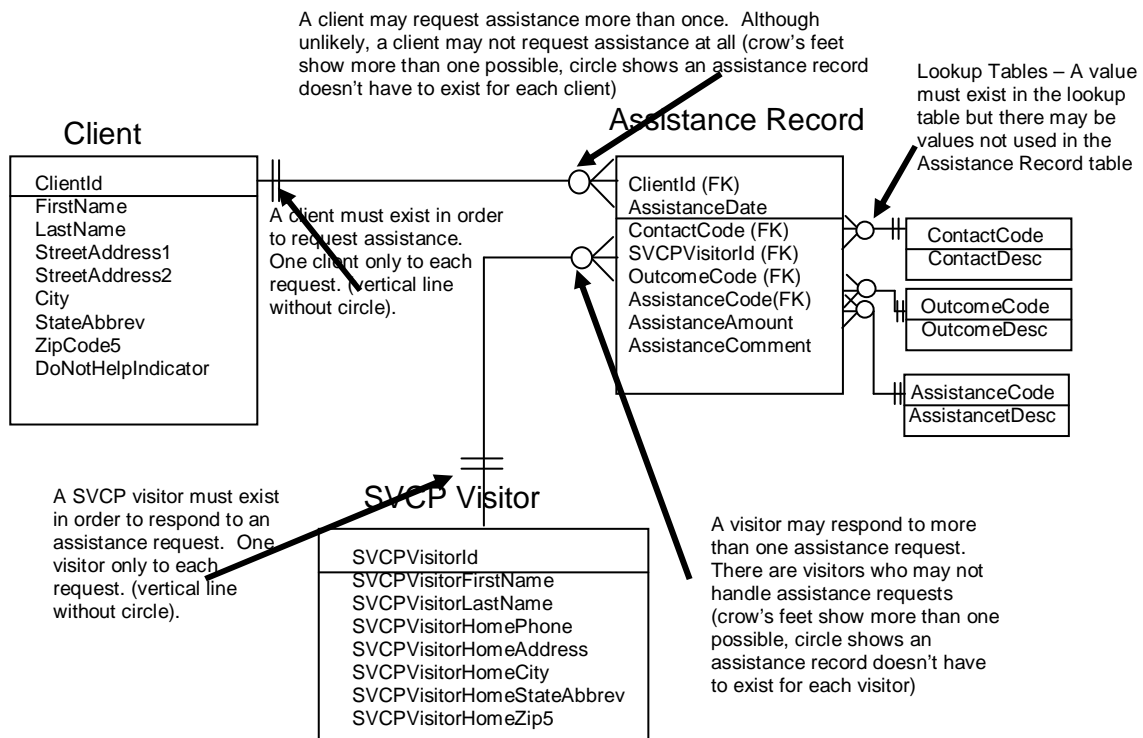 A client may request assistance more than once.  Although
unlikely, a client may not request assistance at all (crow's feet
show more than one possible, circle shows an assistance record
doesn't have to exist for each client)
Lookup Tables – A value
must exist in the lookup
table but there may be
values not used in the
Assistance Record table
Client
ClientId
FirstName
LastName
StreetAddress1
StreetAddress2
City
StateAbbrev
ZipCode5
DoNotHelpIndicator
A client must exist in order
to request assistance.
One client only to each
request. (vertical line
without circle).
Assistance Record
ClientId (FK)
AssistanceDate
ContactCode (FK)
SVCPVisitorId (FK)
OutcomeCode (FK)
AssistanceCode(FK)
AssistanceAmount
AssistanceComment
ContactCode
ContactDesc
OutcomeCode
OutcomeDesc
AssistanceCode
AssistancetDesc
A SVCP visitor must exist
in order to respond to an
assistance request.  One
visitor only to each
request. (vertical line
without circle).
SVCP Visitor
SVCPVisitorId
SVCPVisitorFirstName
SVCPVisitorLastName
SVCPVisitorHomePhone
SVCPVisitorHomeAddress
SVCPVisitorHomeCity
SVCPVisitorHomeStateAbbrev
SVCPVisitorHomeZip5
A visitor may respond to more
than one assistance request.
There are visitors who may not
handle assistance requests
(crow's feet show more than one
possible, circle shows an
assistance record doesn't have
to exist for each visitor)